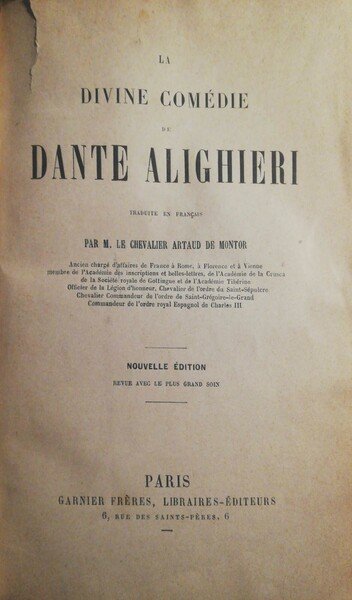 LA
DIVINE COMÉDIE
DE
DANTE ALIGHIERI
TRADUITE EN FRANÇAIS
PAR M. LE CHEVALIER ARTAUD DE MONTOR
Ancien chargé d'affaires de France à Rome, à Florence et à Vienne
membre de l'Académie des inscriptions et belles-lettres, de l'Académie de la Crusca
de la Société royale de Gottingue et de l'Académie Tibérine
Officier de la Légion d'honneur, Chevalier de l'ordre du Saint-Sépulcre
Chevalier Commandeur de l'ordre de Saint-Grégoire-le-Grand
Commandeur de l'ordre royal Espagnol de Charles III
NOUVELLE ÉDITION
REVUE AVEC LE PLUS GRAND SOIN
PARIS
GARNIER FRÈRES, LIBRAIRES-ÉDITEURS
6, RUE DES SAINTS-PÈRES, 6